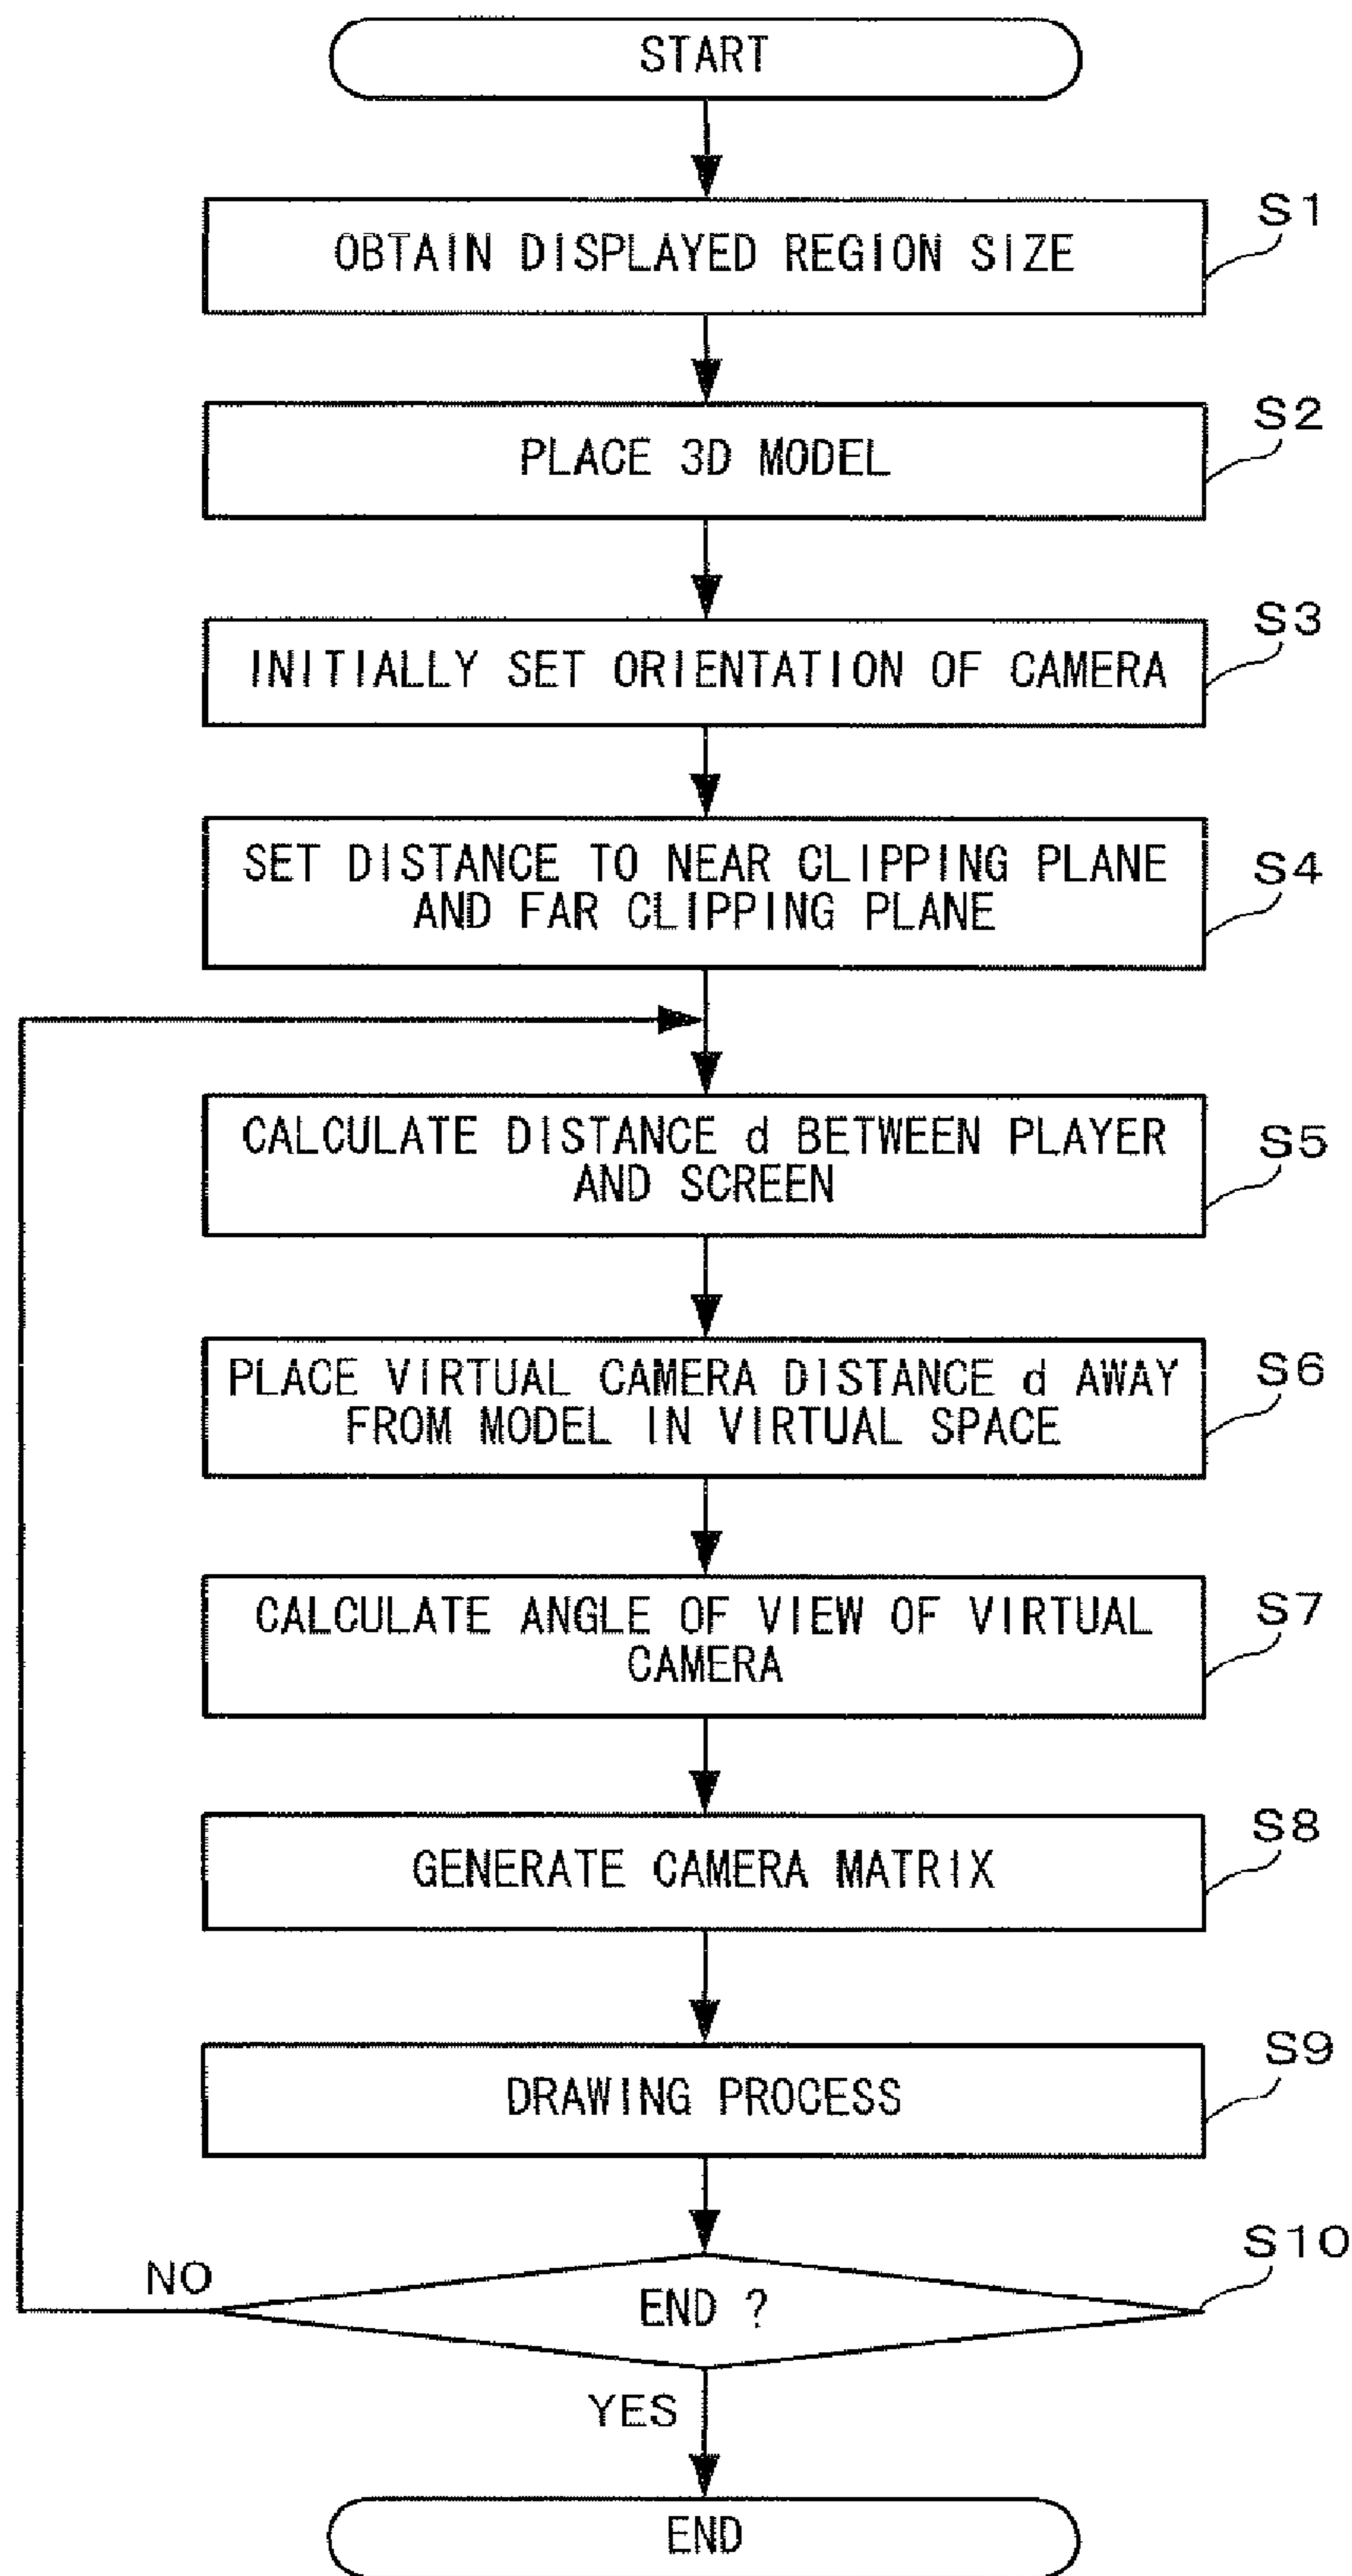 START
OBTAIN DISPLAYED REGION SIZE
S1
PLACE 3D MODEL
S2
INITIALLY SET ORIENTATION OF CAMERA
S3
SET DISTANCE TO NEAR CLIPPING PLANE
AND FAR CLIPPING PLANE
S4
CALCULATE DISTANCE d BETWEEN PLAYER
AND SCREEN
S5
PLACE VIRTUAL CAMERA DISTANCE d AWAY
FROM MODEL IN VIRTUAL SPACE
S6
CALCULATE ANGLE OF VIEW OF VIRTUAL
CAMERA
S7
GENERATE CAMERA MATRIX
S8
DRAWING PROCESS
S9
END ?
S10
NO
YES
END